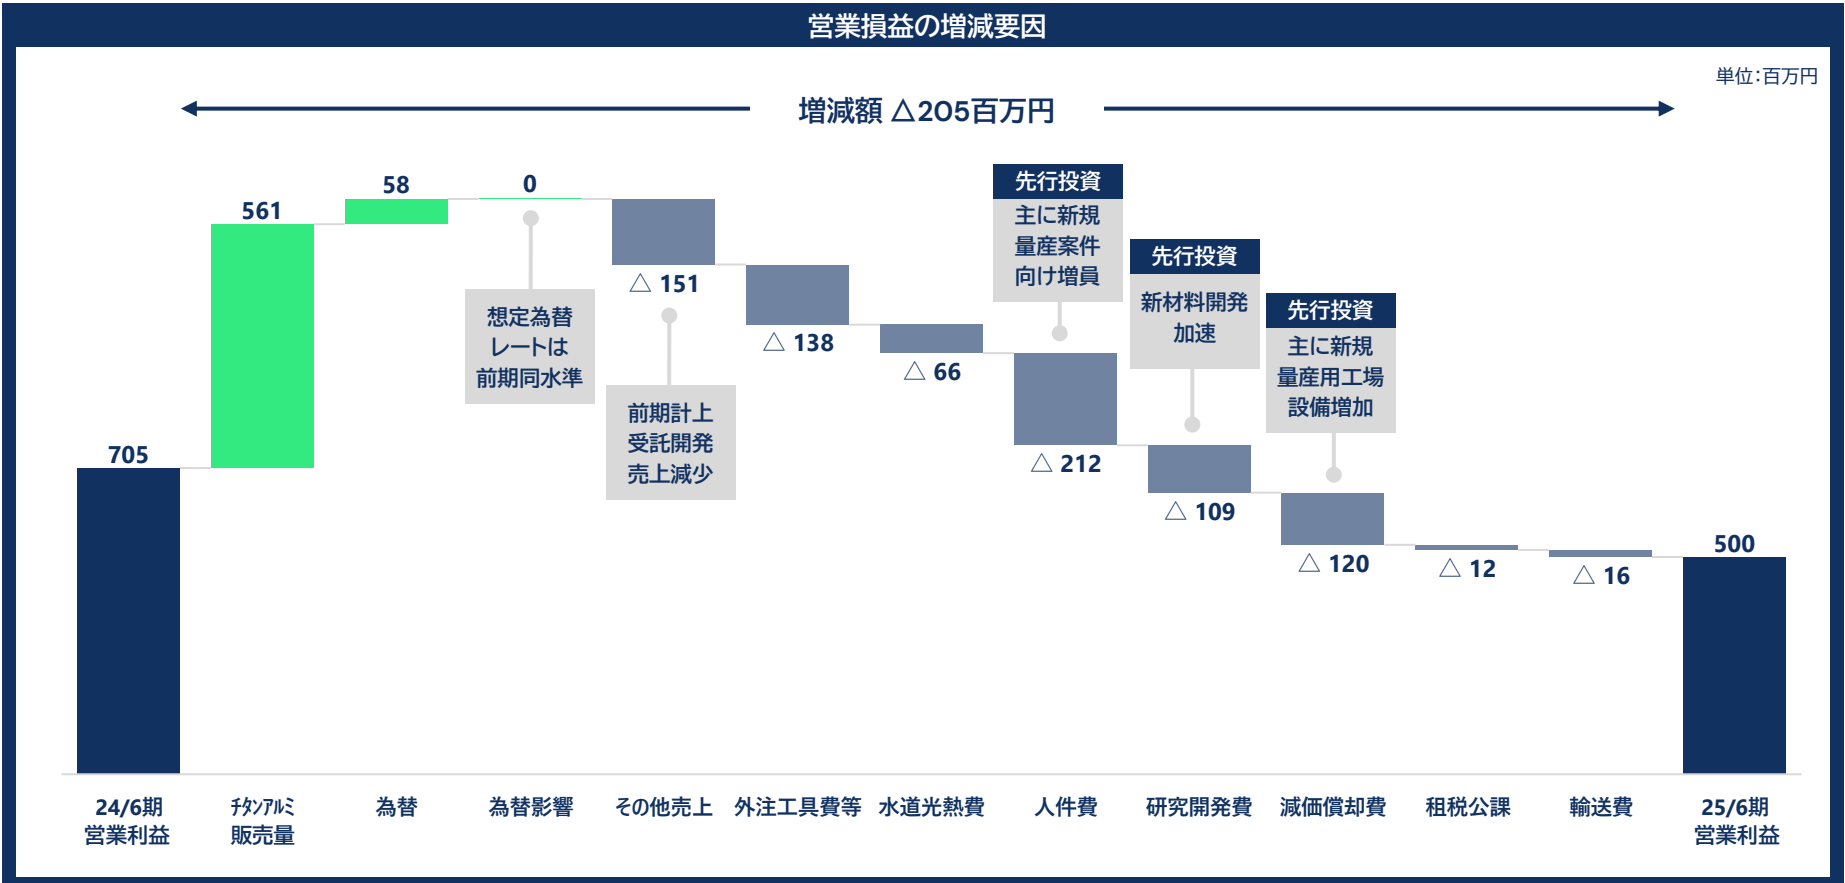 営業損益の増減要因
単位：百万円
増減額 △205百万円
705
561
58
0
△ 151
△ 138
△ 66
△ 212
△ 109
△ 120
△ 12
△ 16
500
想定為替
レートは
前期同水準
前期計上
受託開発
売上減少
先行投資
主に新規
量産案件
向け増員
先行投資
新材料開発
加速
先行投資
主に新規
量産用工場
設備増加
24/6期
営業利益
ﾁﾀﾝｱﾙﾐ
販売量
為替
為替影響
その他売上
外注工具費等
水道光熱費
人件費
研究開発費
減価償却費
租税公課
輸送費
25/6期
営業利益